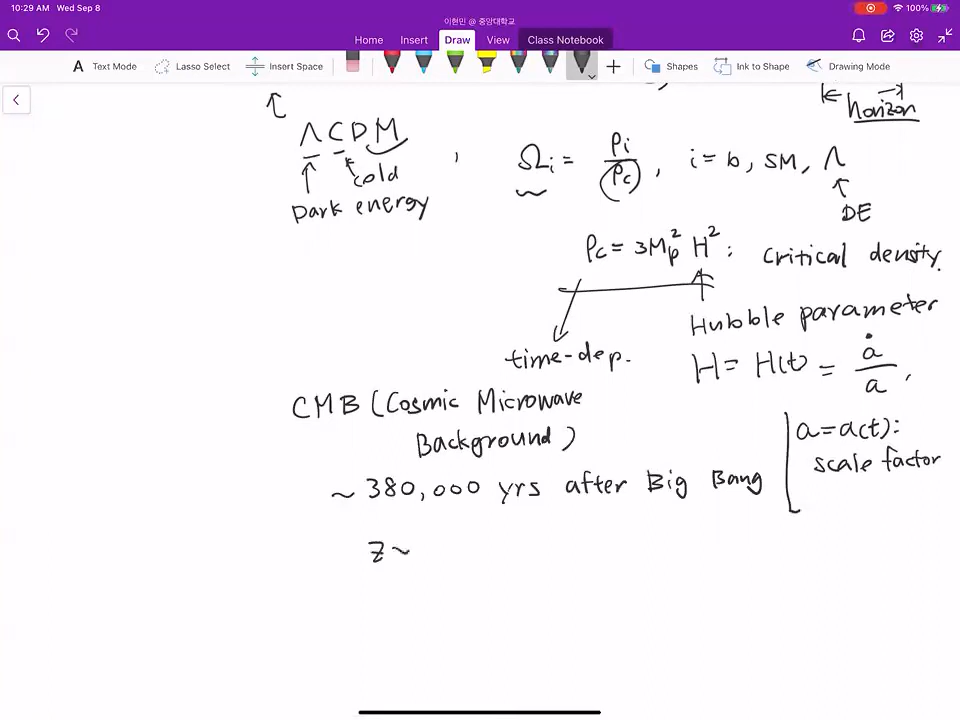 10:29 AM Wed Sep 8
100%
이현민 @ 중앙대학교
Home Insert Draw View Class Notebook
A Text Mode Lasso Select Insert Space Shapes Ink to Shape Drawing Mode
horizon
ΛCDM , Ωi = ρi/ρc , i = b, SM, Λ
cold
Dark energy
DE
ρc = 3Mp² H² : critical density.
Hubble parameter
time-dep.
H = H(t) = ȧ/a ,
CMB (Cosmic Microwave
Background)
a = a(t):
scale factor
~ 380,000 yrs after Big Bang
z ~